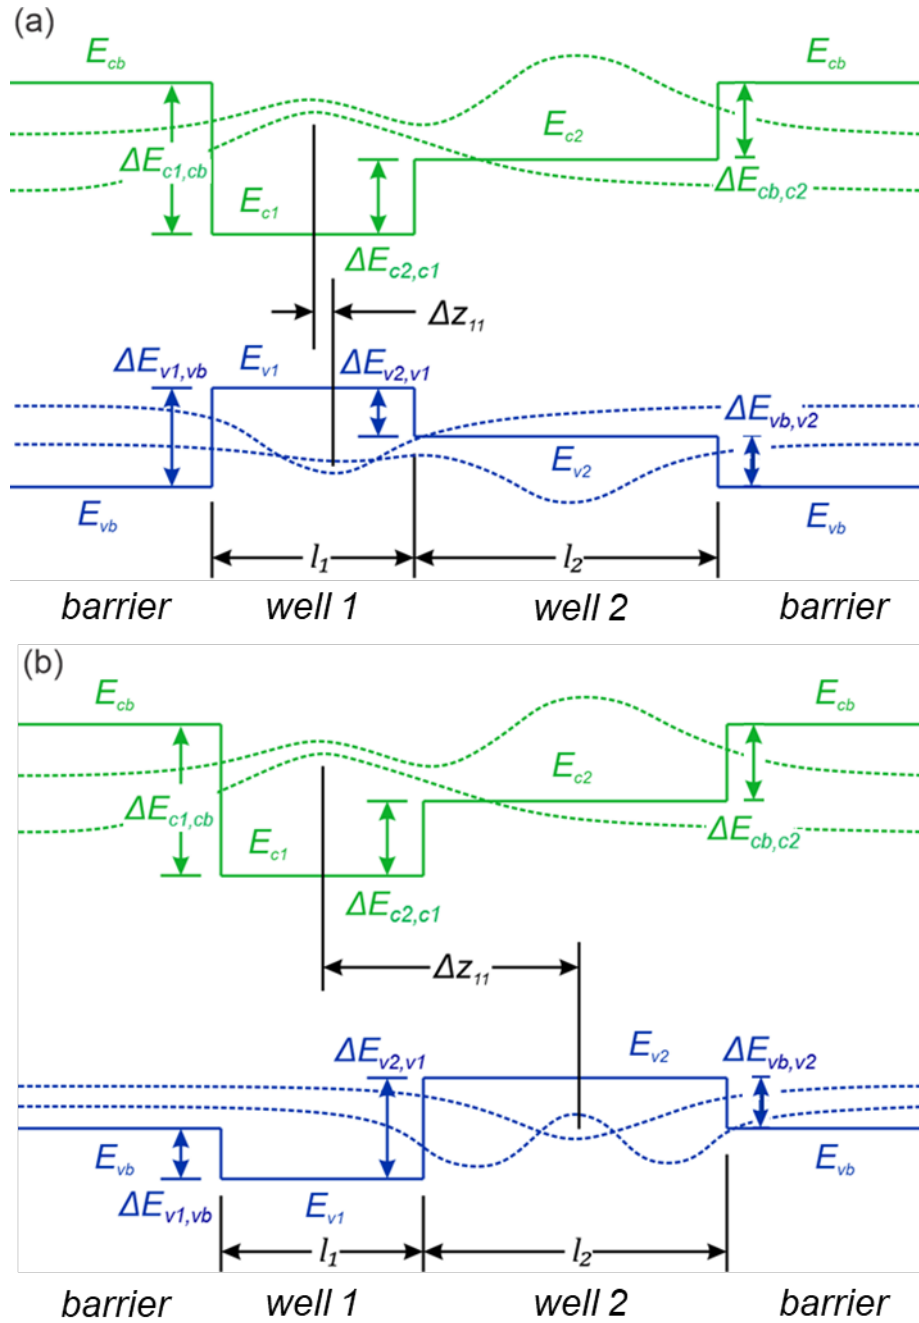 (a)
E_cb
E_cb
ΔE_c1,cb
E_c2
E_c1
ΔE_cb,c2
ΔE_c2,c1
Δz_11
ΔE_v1,vb
E_v1
ΔE_v2,v1
ΔE_vb,v2
E_v2
E_vb
E_vb
l_1
l_2
barrier well 1 well 2 barrier
(b)
E_cb
E_cb
E_c2
ΔE_c1,cb
E_c1
ΔE_cb,c2
ΔE_c2,c1
Δz_11
ΔE_v2,v1
E_v2
ΔE_vb,v2
E_vb
E_vb
ΔE_v1,vb
E_v1
l_1
l_2
barrier well 1 well 2 barrier